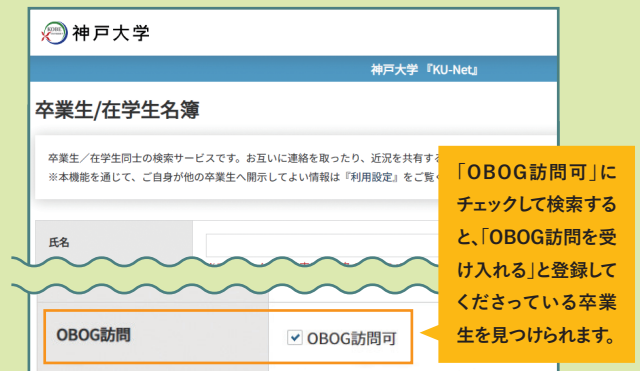 KOBE
神戸大学
神戸大学 『KU-Net』
卒業生/在学生名簿
卒業生／在学生同士の検索サービスです。お互いに連絡を取ったり、近況を共有する
※本機能を通じて、ご自身が他の卒業生へ開示してよい情報は『利用設定』をご覧く
氏名
OBOG訪問
OBOG訪問可
「OBOG訪問可」に
チェックして検索する
と、「OBOG訪問を受
け入れる」と登録して
くださっている卒業
生を見つけられます。